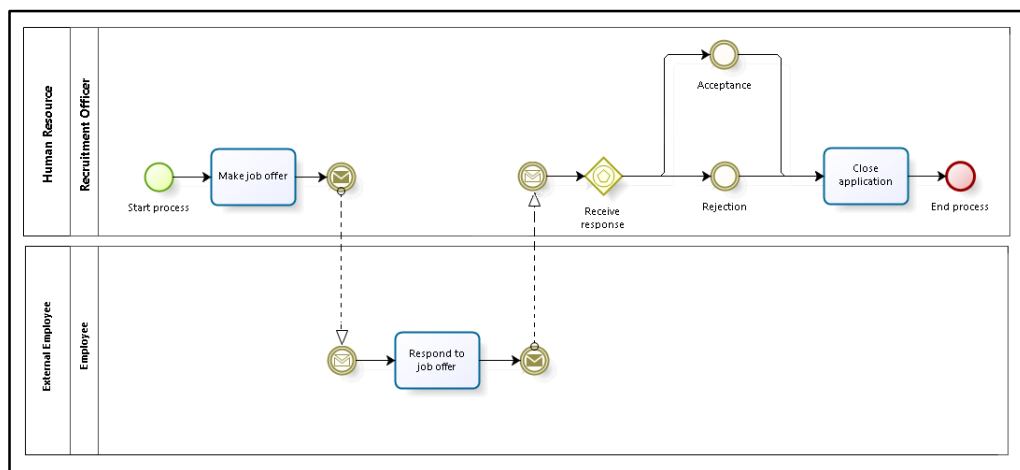 Human Resource
Recruitment Officer
Start process
Make job offer
Receive
response
Acceptance
Rejection
Close
application
End process
External Employee
Employee
Respond to
job offer